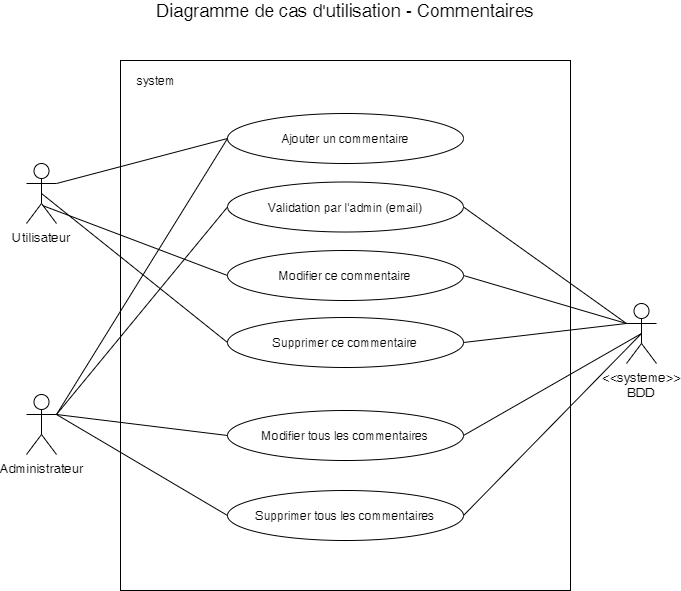 Diagramme de cas d'utilisation - Commentaires
system
Ajouter un commentaire
Validation par l'admin (email)
Utilisateur
Modifier ce commentaire
Supprimer ce commentaire
<<systeme>>
BDD
Modifier tous les commentaires
Administrateur
Supprimer tous les commentaires